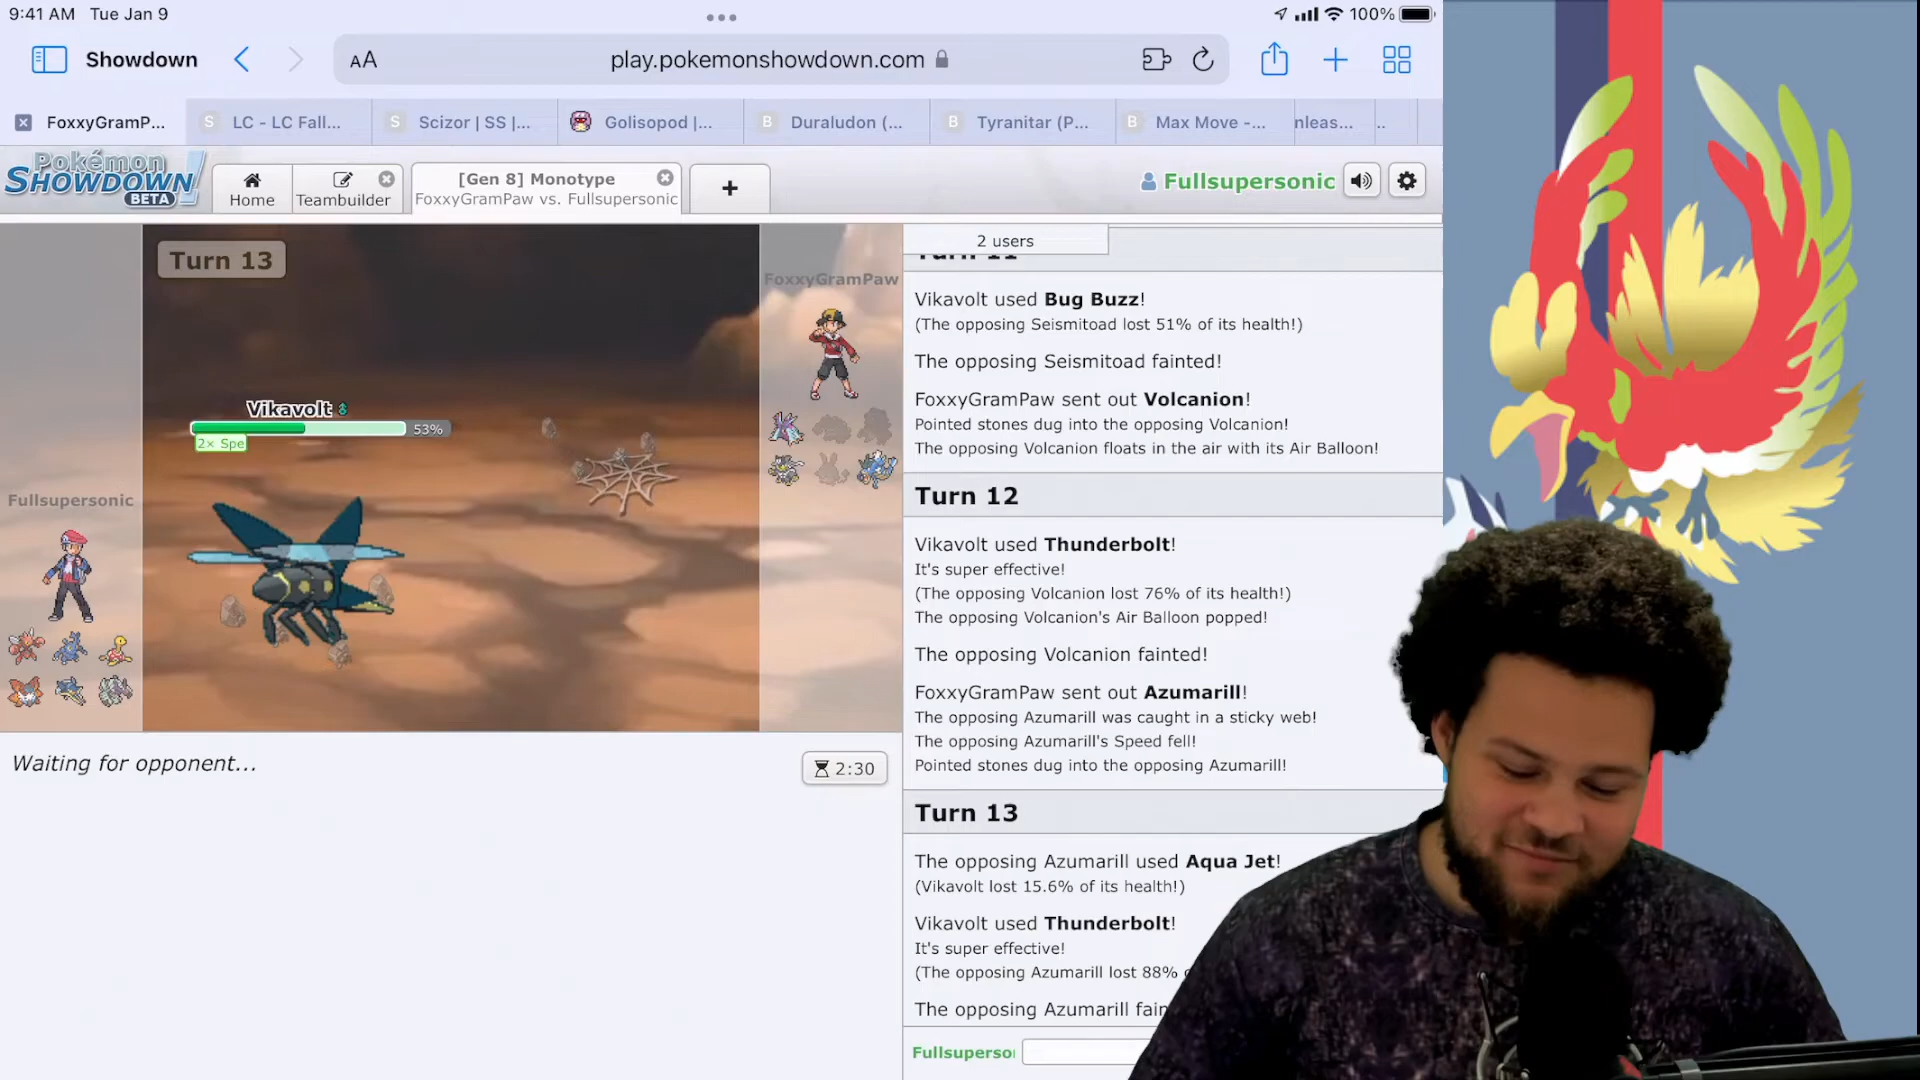 9:41 AM Tue Jan 9
100%
Showdown
AA
play.pokemonshowdown.com
FoxxyGramP...
S LC - LC Fall...
S Scizor | SS |...
Golisopod |...
B Duraludon (...
B Tyranitar (P...
B Max Move -...
nleas...
..
Pokémon
SHOWDOWN!
BETA
Home
Teambuilder
[Gen 8] Monotype
FoxxyGramPaw vs. Fullsupersonic
+
Fullsupersonic
2 users
Turn 13
FoxxyGramPaw
Vikavolt
53%
2× Spe
Fullsupersonic
Waiting for opponent...
2:30
Turn 11
Vikavolt used Bug Buzz!
(The opposing Seismitoad lost 51% of its health!)
The opposing Seismitoad fainted!
FoxxyGramPaw sent out Volcanion!
Pointed stones dug into the opposing Volcanion!
The opposing Volcanion floats in the air with its Air Balloon!
Turn 12
Vikavolt used Thunderbolt!
It's super effective!
(The opposing Volcanion lost 76% of its health!)
The opposing Volcanion's Air Balloon popped!
The opposing Volcanion fainted!
FoxxyGramPaw sent out Azumarill!
The opposing Azumarill was caught in a sticky web!
The opposing Azumarill's Speed fell!
Pointed stones dug into the opposing Azumarill!
Turn 13
The opposing Azumarill used Aqua Jet!
(Vikavolt lost 15.6% of its health!)
Vikavolt used Thunderbolt!
It's super effective!
(The opposing Azumarill lost 88%
The opposing Azumarill fain
Fullsuperso